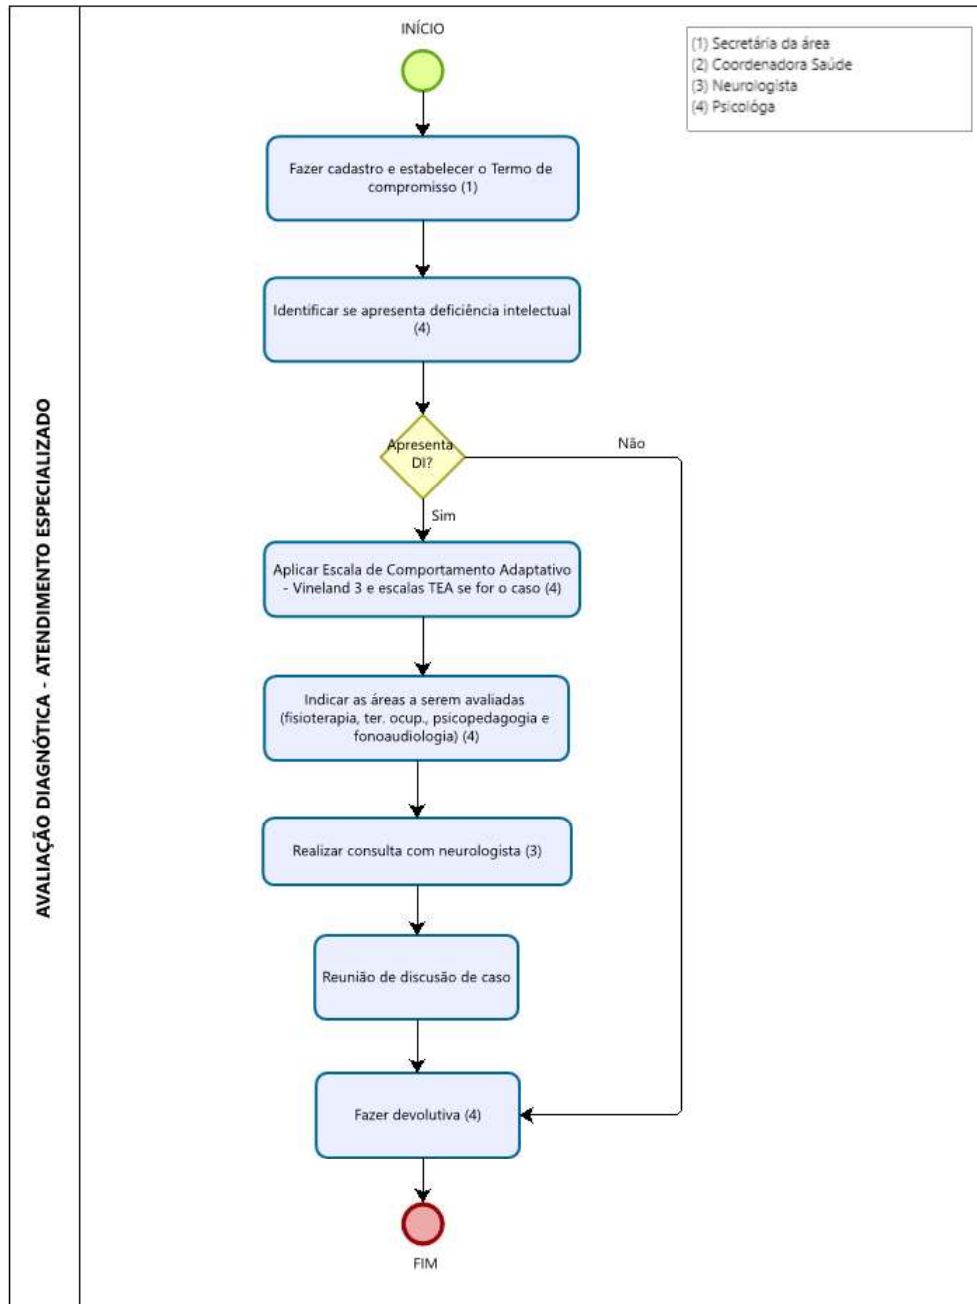 INÍCIO
(1) Secretária da área
(2) Coordenadora Saúde
(3) Neurologista
(4) Psicológa
Fazer cadastro e estabelecer o Termo de
compromisso (1)
Identificar se apresenta deficiência intelectual
(4)
Apresenta
DI?
Não
Sim
Aplicar Escala de Comportamento Adaptativo
- Vineland 3 e escalas TEA se for o caso (4)
Indicar as áreas a serem avaliadas
(fisioterapia, ter. ocup., psicopedagogia e
fonoaudiologia) (4)
Realizar consulta com neurologista (3)
Reunião de discusão de caso
Fazer devolutiva (4)
FIM
AVALIAÇÃO DIAGNÓTICA - ATENDIMENTO ESPECIALIZADO